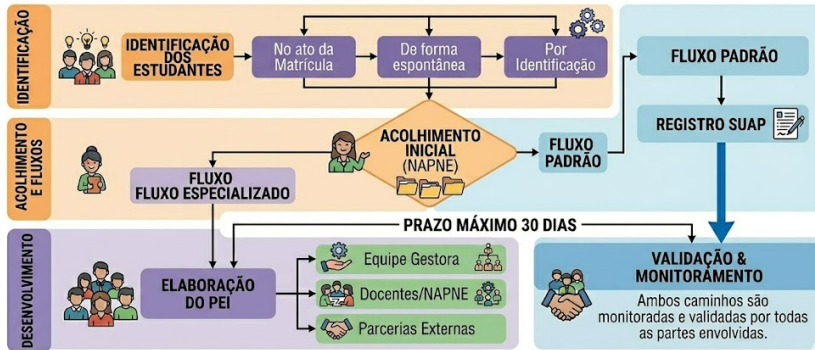 IDENTIFICAÇÃO
IDENTIFICAÇÃO
DOS
ESTUDANTES
No ato da
Matrícula
De forma
espontânea
Por
Identificação
FLUXO PADRÃO
REGISTRO SUAP
ACOLHIMENTO
E FLUXOS
ACOLHIMENTO
INICIAL
(NAPNE)
FLUXO
PADRÃO
FLUXO
FLUXO ESPECIALIZADO
PRAZO MÁXIMO 30 DIAS
DESENVOLVIMENTO
ELABORAÇÃO
DO PEI
Equipe Gestora
Docentes/NAPNE
Parcerias Externas
VALIDAÇÃO &
MONITORAMENTO
Ambos caminhos são
monitoradas e validadas por todas
as partes envolvidas.